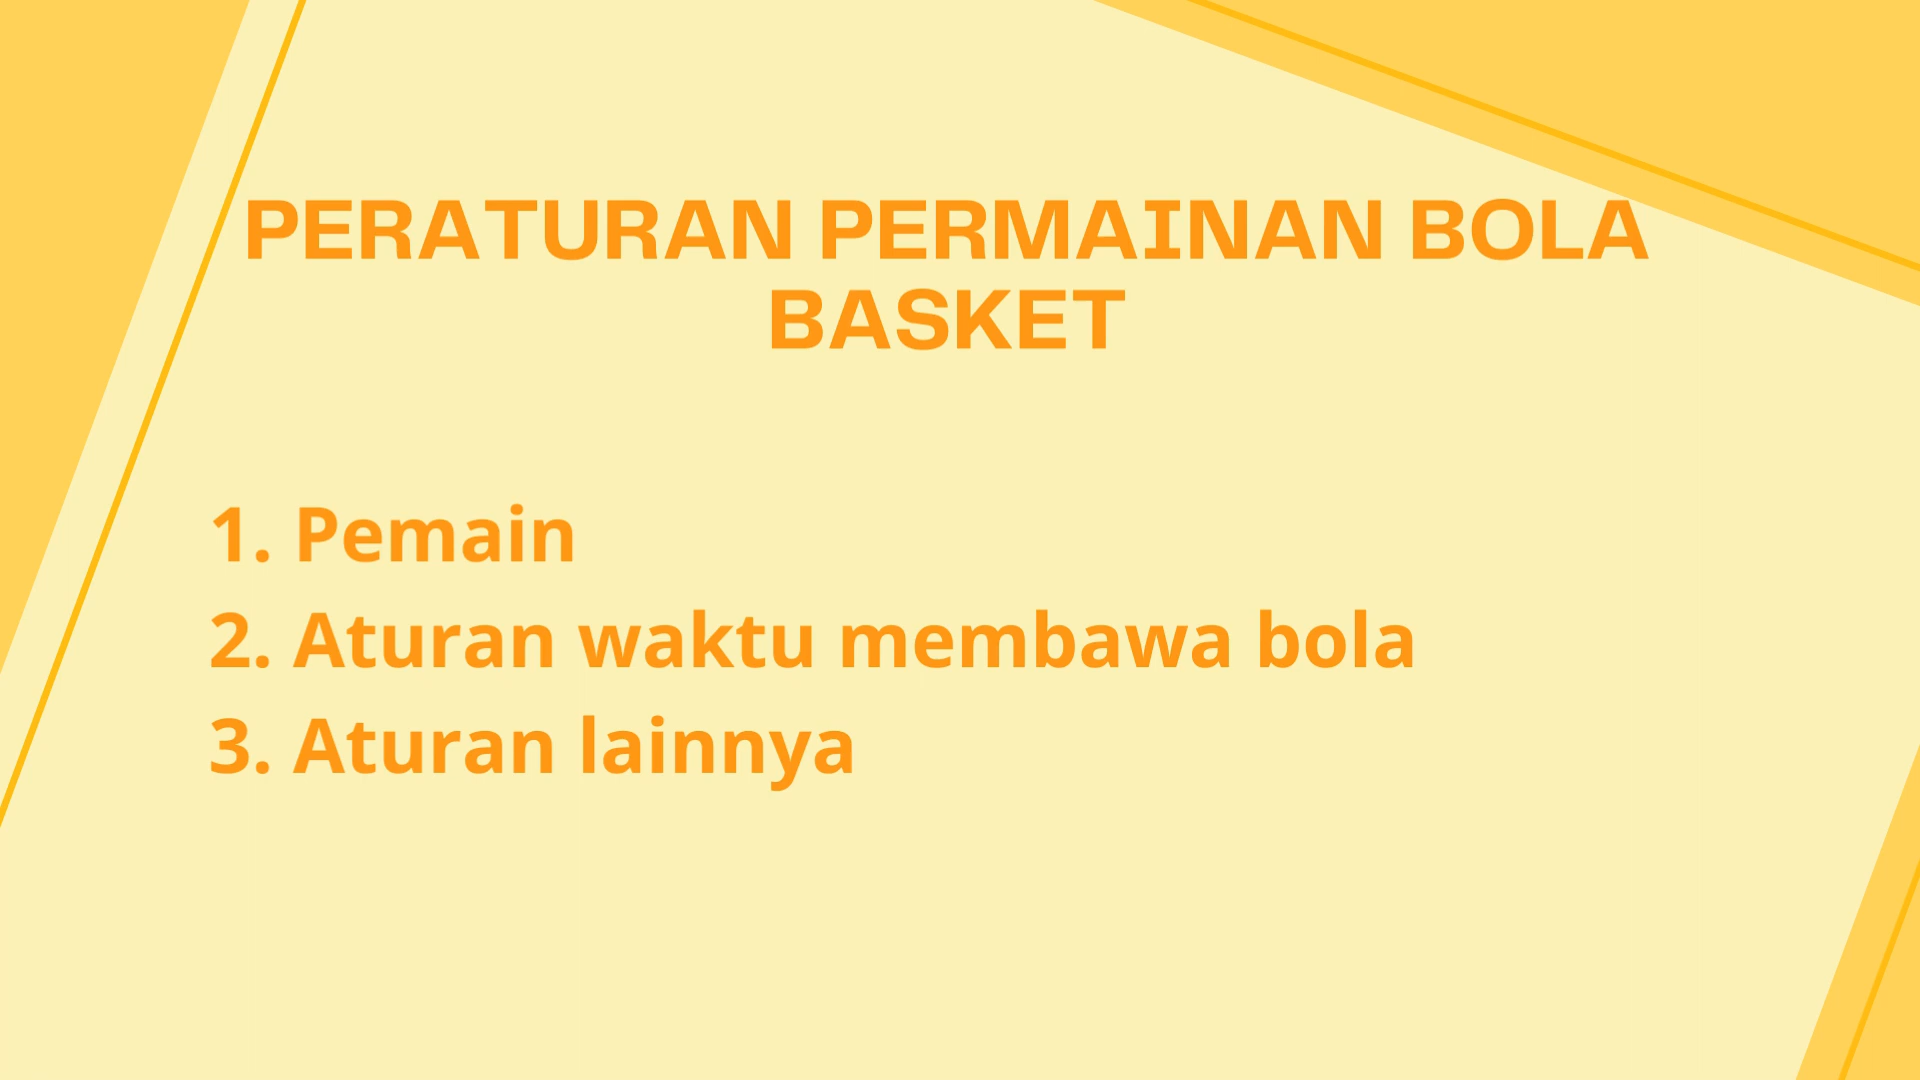 PERATURAN PERMAINAN BOLA
BASKET
1. Pemain
2. Aturan waktu membawa bola
3. Aturan lainnya